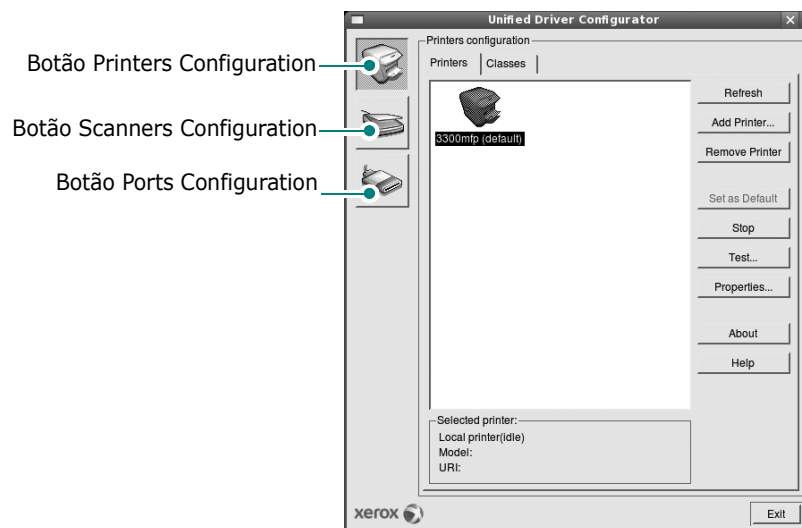 Unified Driver Configurator
Botão Printers Configuration
Botão Scanners Configuration
Botão Ports Configuration
Printers configuration
Printers
Classes
3300mfp (default)
Refresh
Add Printer...
Remove Printer
Set as Default
Stop
Test...
Properties...
About
Help
Selected printer:
Local printer(idle)
Model:
URI:
xerox
Exit